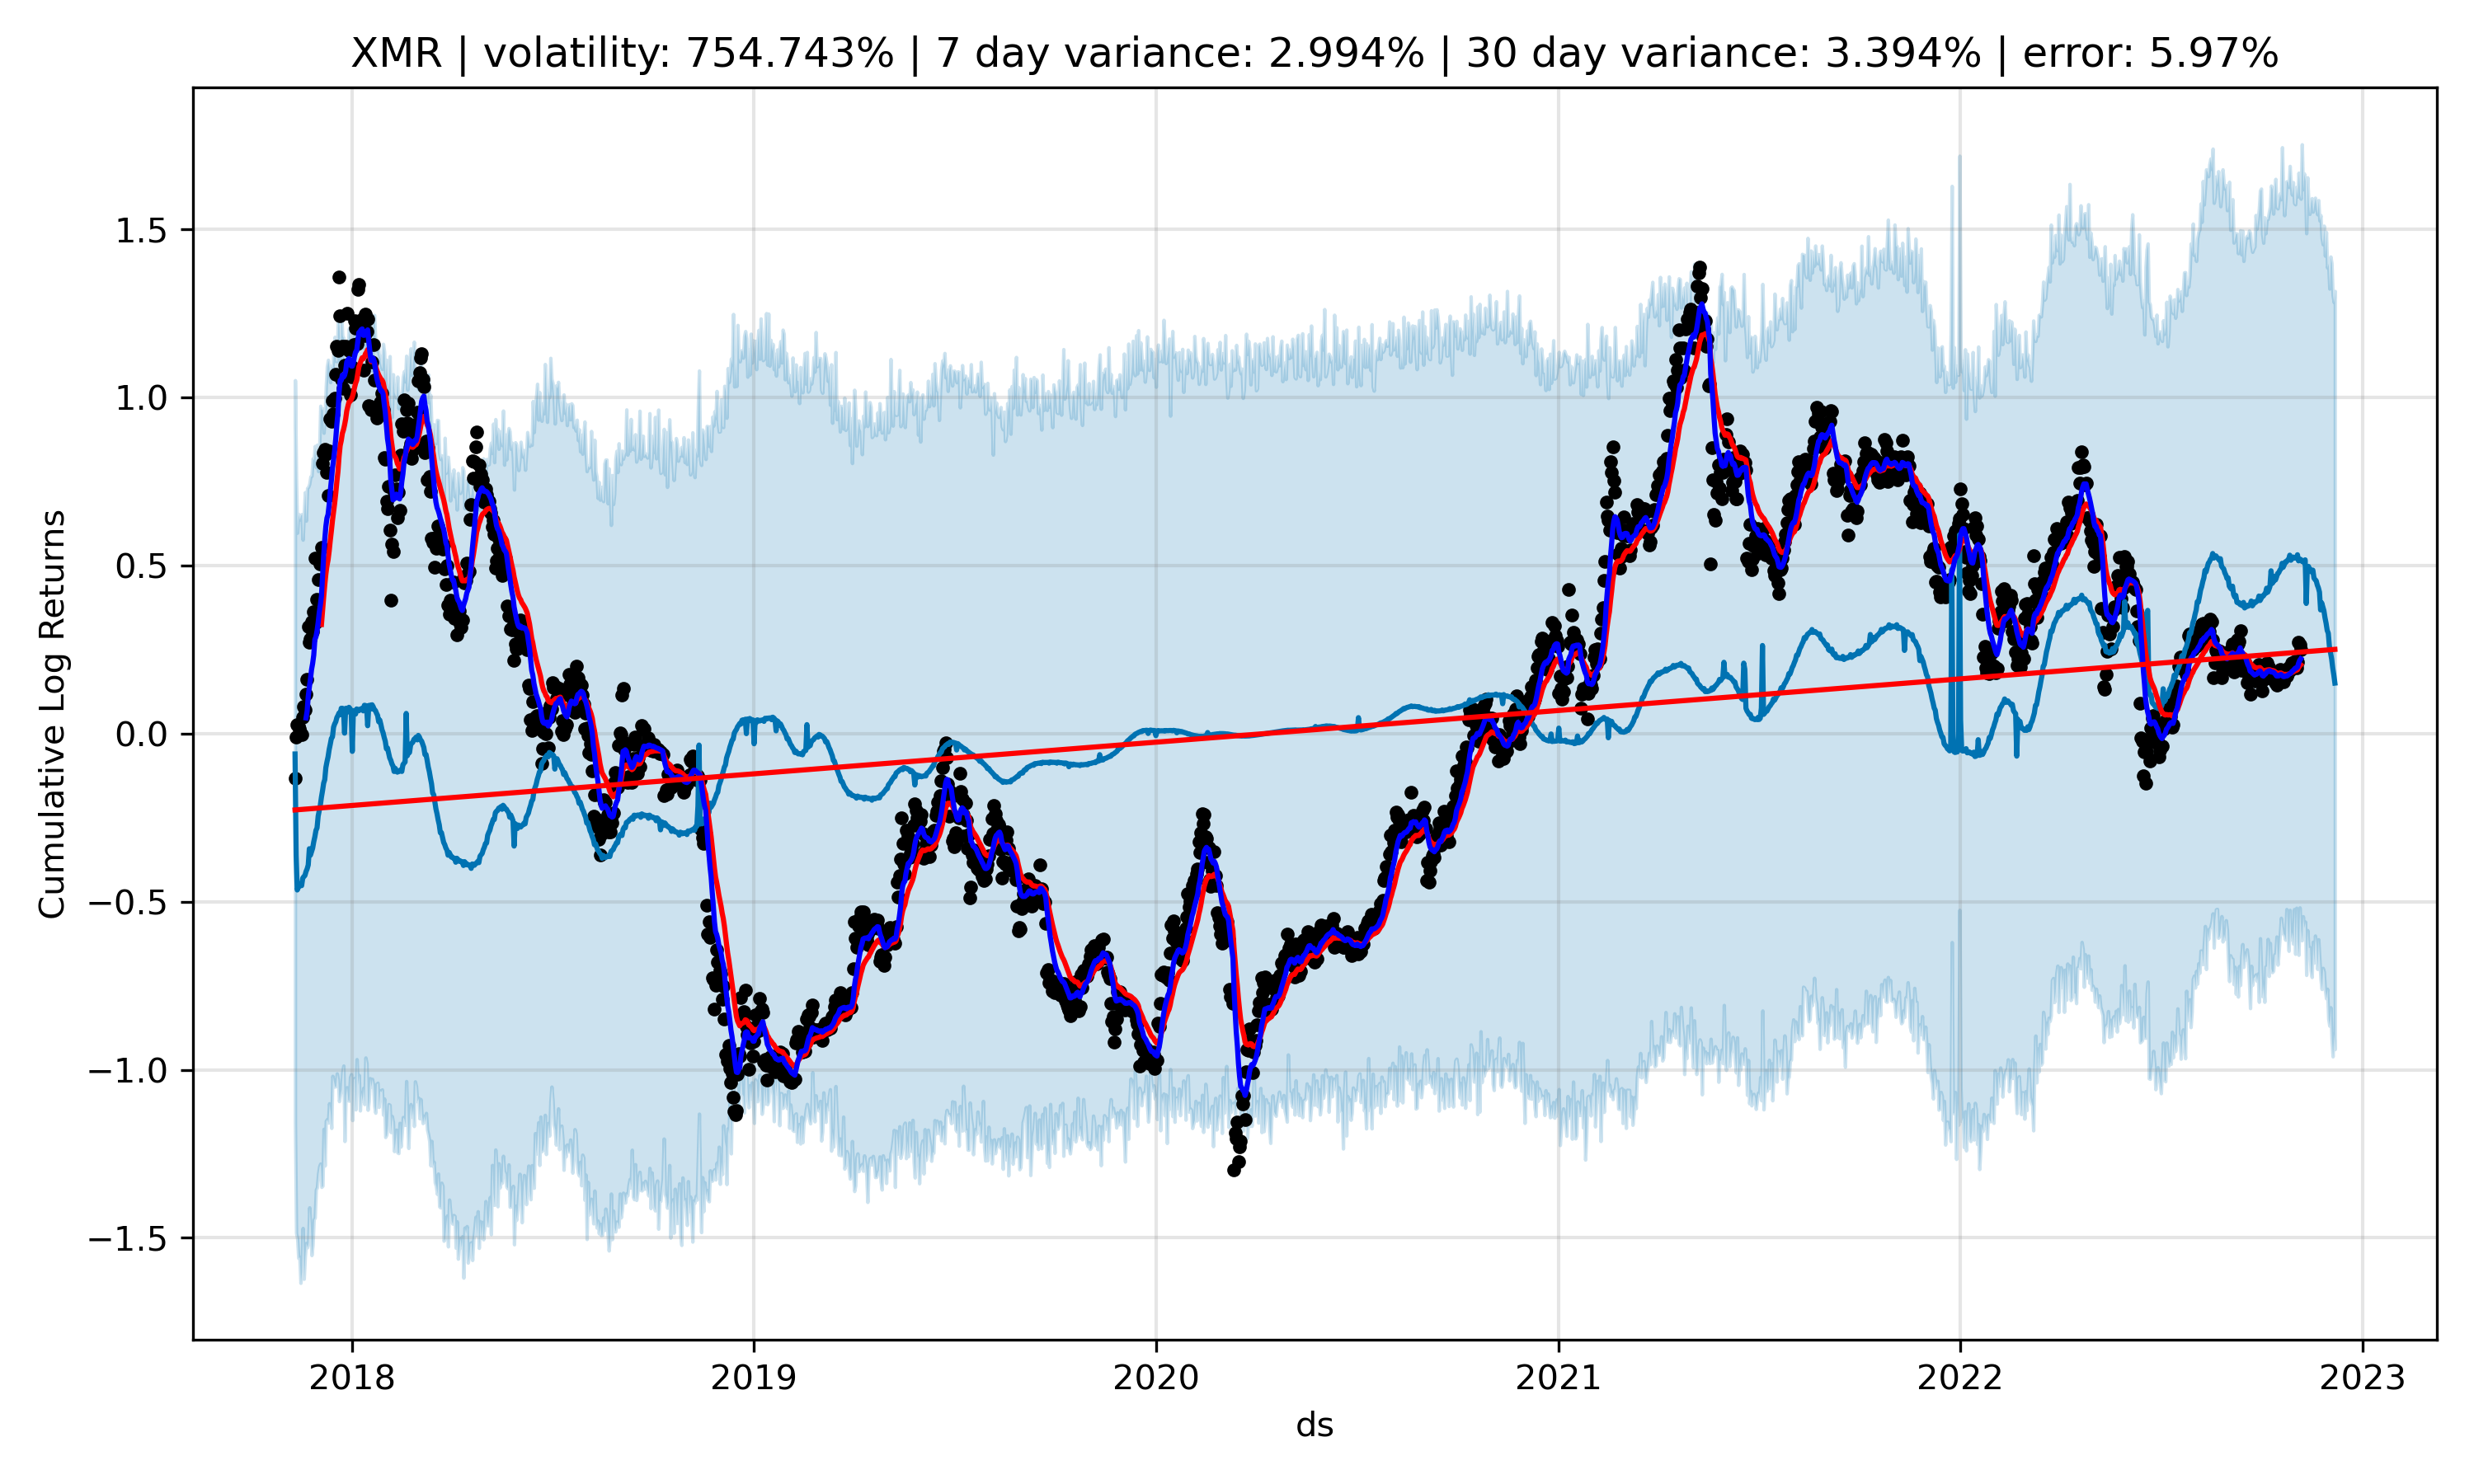 XMR | volatility: 754.743% | 7 day variance: 2.994% | 30 day variance: 3.394% | error: 5.97%
Cumulative Log Returns
1.5
1.0
0.5
0.0
−0.5
−1.0
−1.5
2018 2019 2020 2021 2022 2023
ds